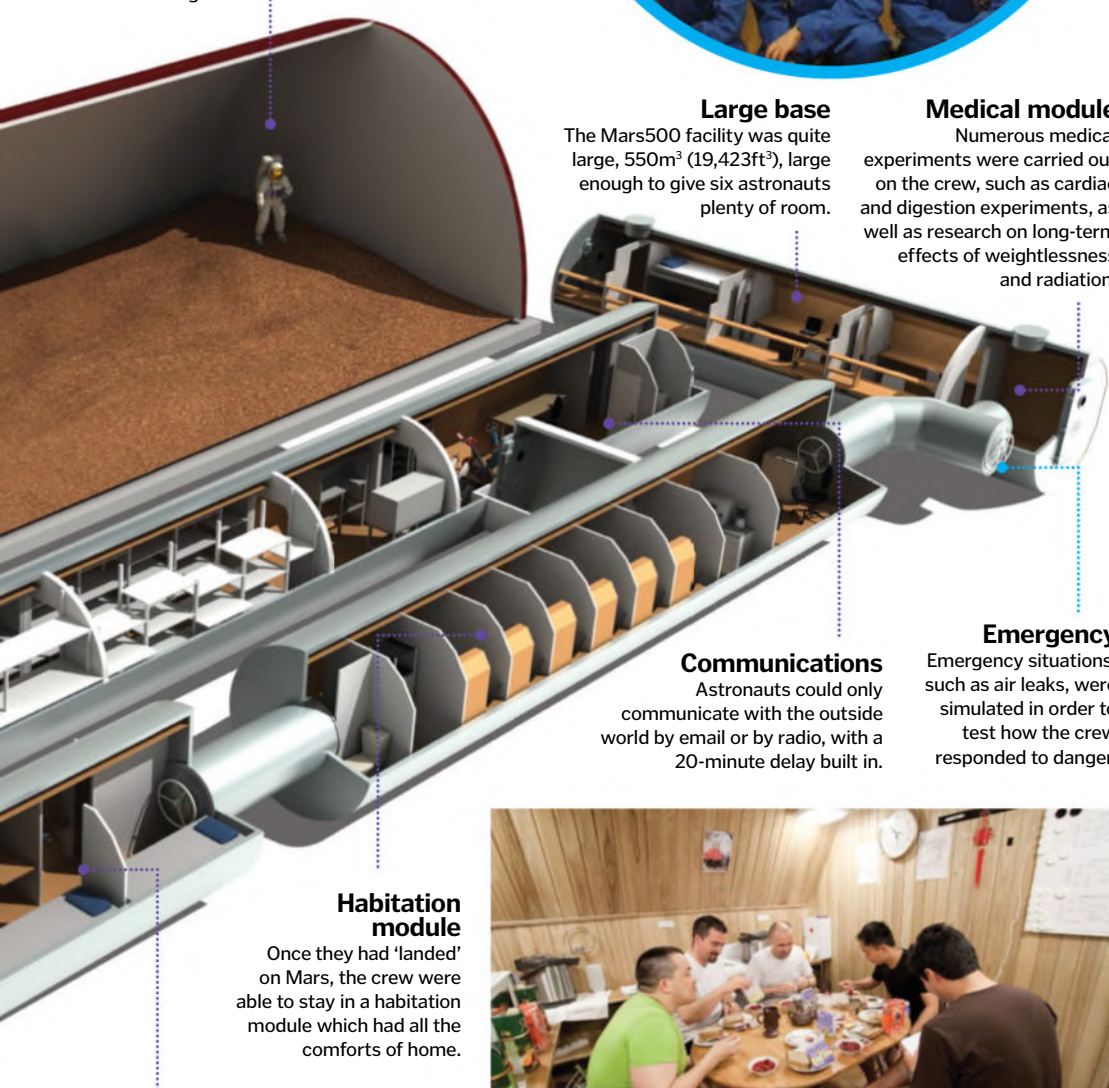 Large base
The Mars500 facility was quite
large, 550m³ (19,423ft³), large
enough to give six astronauts
plenty of room.
Medical module
Numerous medica
experiments were carried ou
on the crew, such as cardiac
and digestion experiments, as
well as research on long-term
effects of weightlessness
and radiation
Communications
Astronauts could only
communicate with the outside
world by email or by radio, with a
20-minute delay built in.
Emergency
Emergency situations,
such as air leaks, were
simulated in order to
test how the crew
responded to danger
Habitation
module
Once they had ‘landed’
on Mars, the crew were
able to stay in a habitation
module which had all the
comforts of home.